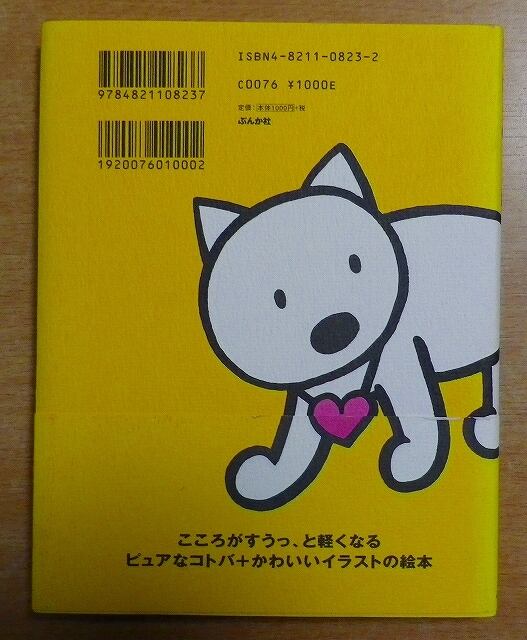 ISBN4-8211-0823-2
C0076 ¥1000E
定価：本体1000円+税
ぶんか社
9784821108237
1920076010002
こころがすうっ、と軽くなる
ピュアなコトバ+かわいいイラストの絵本